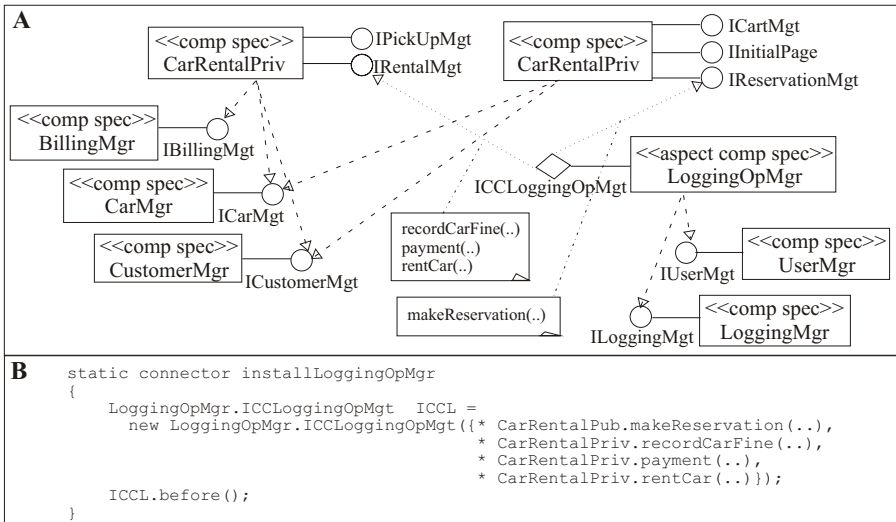 A
<<comp spec>>
CarRentalPriv
IPickUpMgt
IRentalMgt
<<comp spec>>
CarRentalPriv
ICartMgt
IInitialPage
IReservationMgt
<<comp spec>>
BillingMgr
IBillingMgt
<<comp spec>>
CarMgr
ICarMgt
<<comp spec>>
CustomerMgr
ICustomerMgt
ICCLoggingOpMgt
<<aspect comp spec>>
LoggingOpMgr
recordCarFine(..)
payment(..)
rentCar(..)
makeReservation(..)
IUserMgt
<<comp spec>>
UserMgr
ILoggingMgt
<<comp spec>>
LoggingMgr
B
static connector installLoggingOpMgr
{
LoggingOpMgr.ICCLoggingOpMgt ICCL =
new LoggingOpMgr.ICCLoggingOpMgt({* CarRentalPub.makeReservation(..),
* CarRentalPriv.recordCarFine(..),
* CarRentalPriv.payment(..),
* CarRentalPriv.rentCar(..)});
ICCL.before();
}